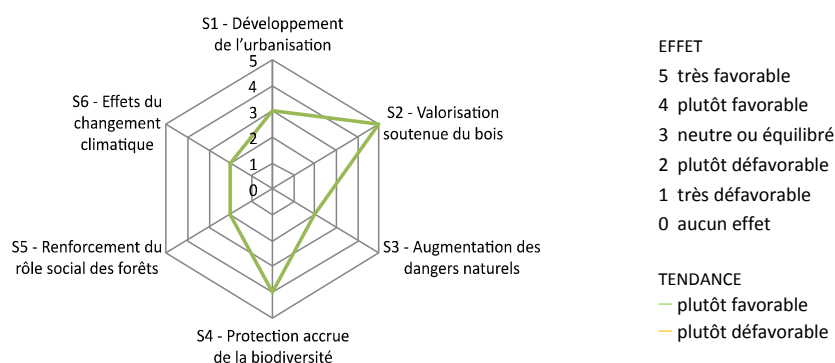 S1 - Développement
de l'urbanisation
5
4
3
2
1
0
S2 - Valorisation
soutenue du bois
S3 - Augmentation des
dangers naturels
S4 - Protection accrue
de la biodiversité
S5 - Renforcement du
rôle social des forêts
S6 - Effets du
changement
climatique
EFFET
5 très favorable
4 plutôt favorable
3 neutre ou équilibré
2 plutôt défavorable
1 très défavorable
0 aucun effet
TENDANCE
plutôt favorable
plutôt défavorable